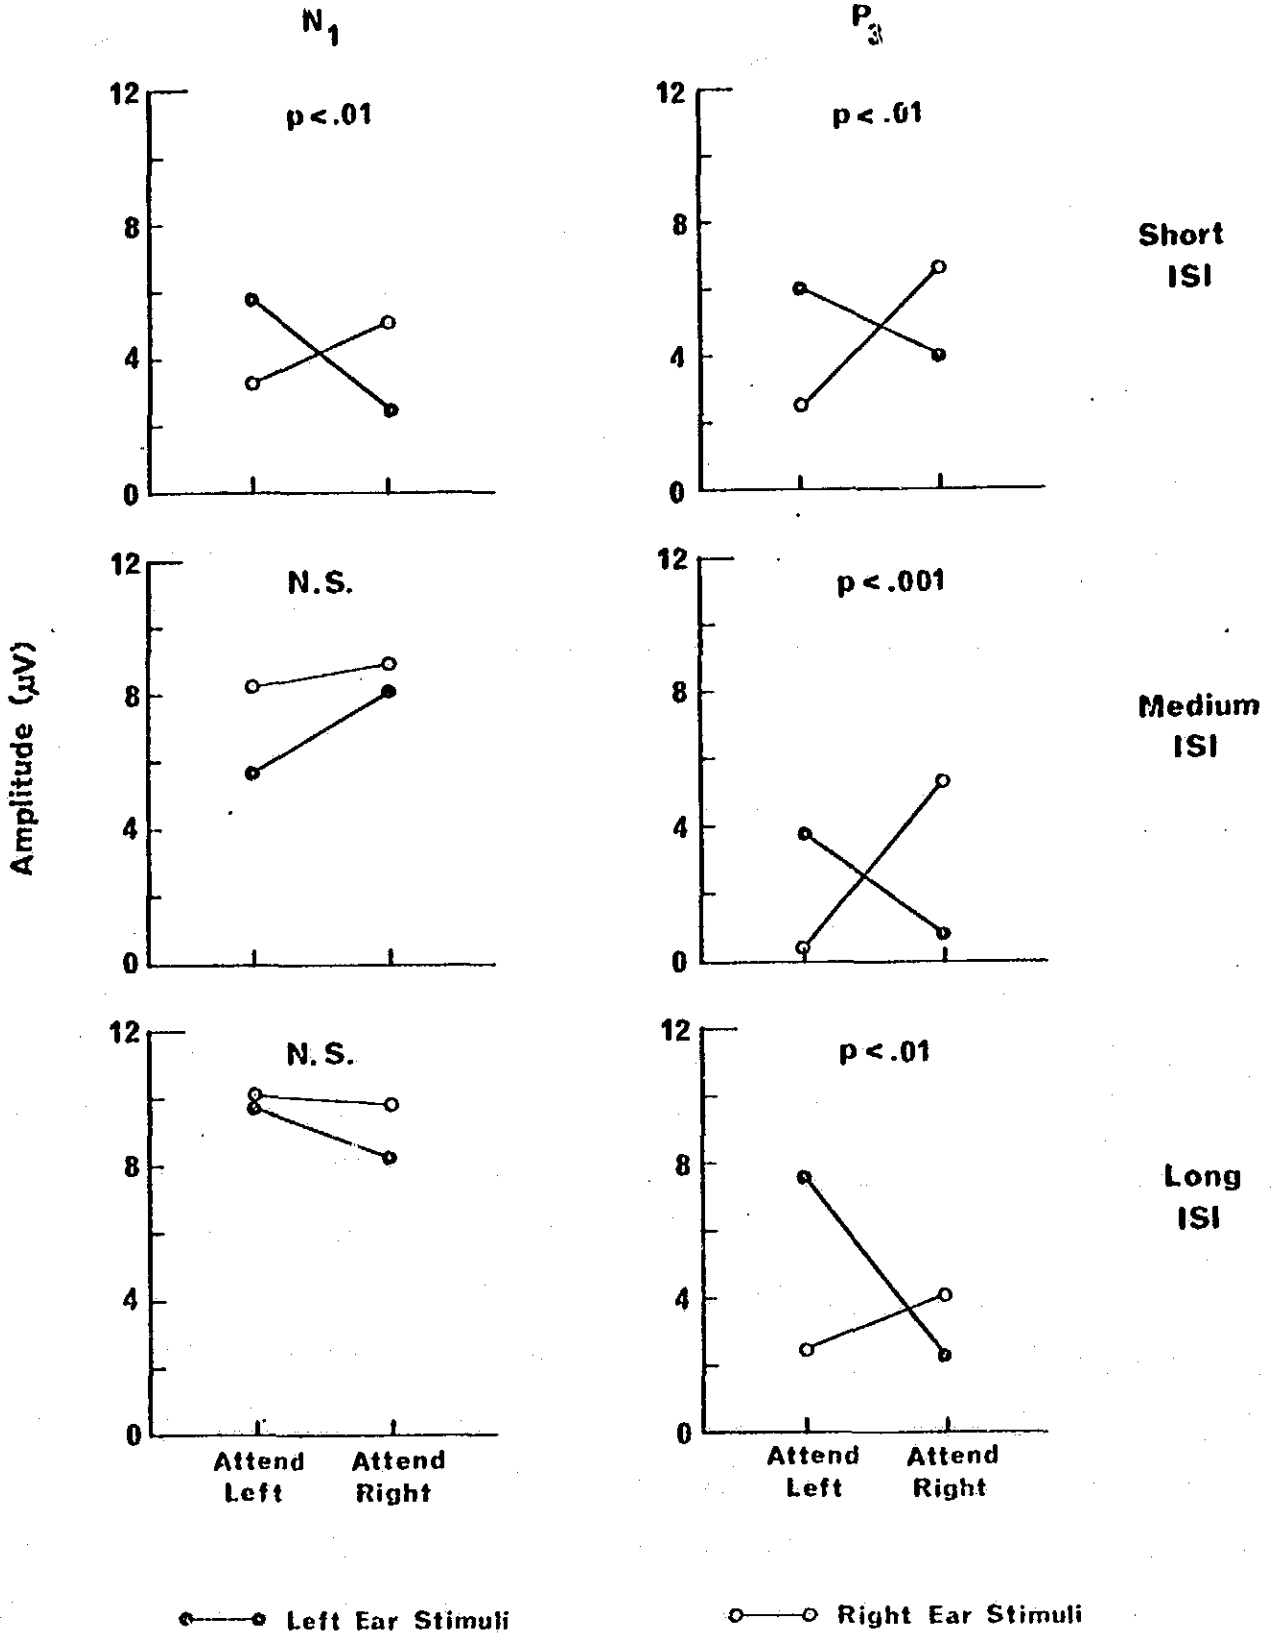 N1
P3
12
p<.01
8
4
0
12
p<.01
8
4
0
Short
ISI
Amplitude (µV)
12
N.S.
8
4
0
12
p<.001
8
4
0
Medium
ISI
12
N.S.
8
4
0
12
p<.01
8
4
0
Long
ISI
Attend
Left
Attend
Right
Attend
Left
Attend
Right
Left Ear Stimuli
Right Ear Stimuli